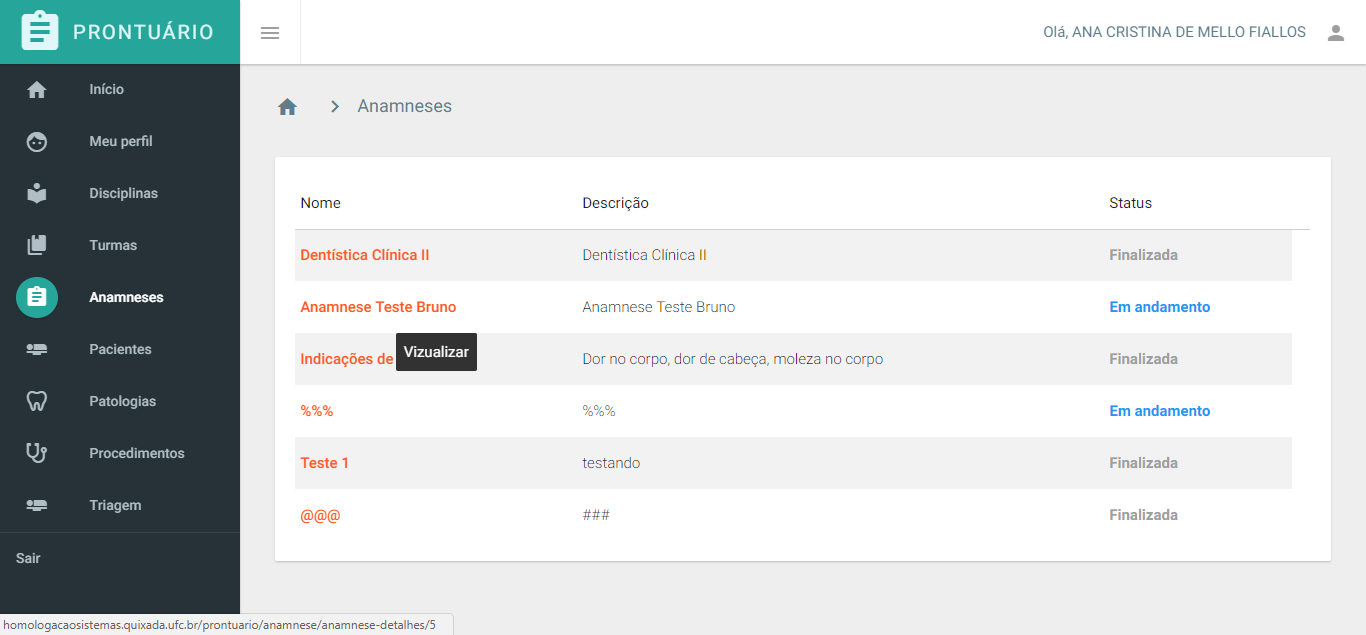 PRONTUÁRIO
Olá, ANA CRISTINA DE MELLO FIALLOS
Início
Meu perfil
Disciplinas
Turmas
Anamneses
Pacientes
Patologias
Procedimentos
Triagem
Sair
Anamneses
Nome Descrição Status
Dentística Clínica II Dentística Clínica II Finalizada
Anamnese Teste Bruno Anamnese Teste Bruno Em andamento
Indicações de Dor no corpo, dor de cabeça, moleza no corpo Finalizada
Vizualizar
%%% %%% Em andamento
Teste 1 testando Finalizada
@@@ ### Finalizada
homologacaosistemas.quixada.ufc.br/prontuario/anamnese/anamnese-detalhes/5